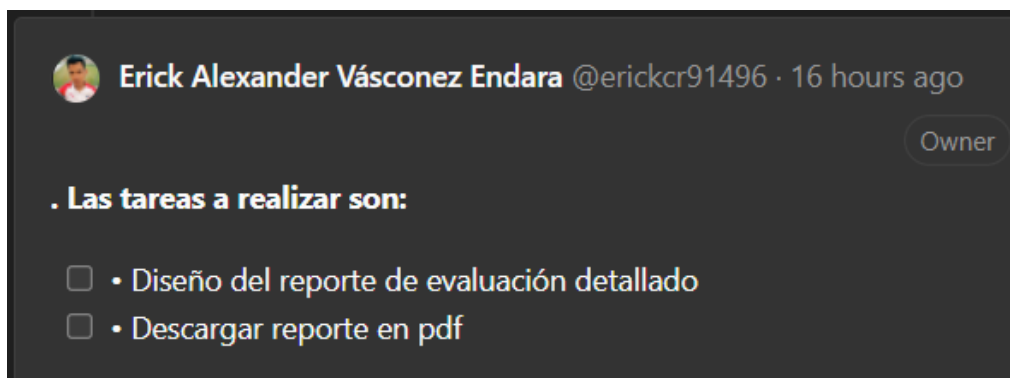 Erick Alexander Vásconez Endara @erickcr91496 · 16 hours ago
Owner
. Las tareas a realizar son:
• Diseño del reporte de evaluación detallado
• Descargar reporte en pdf